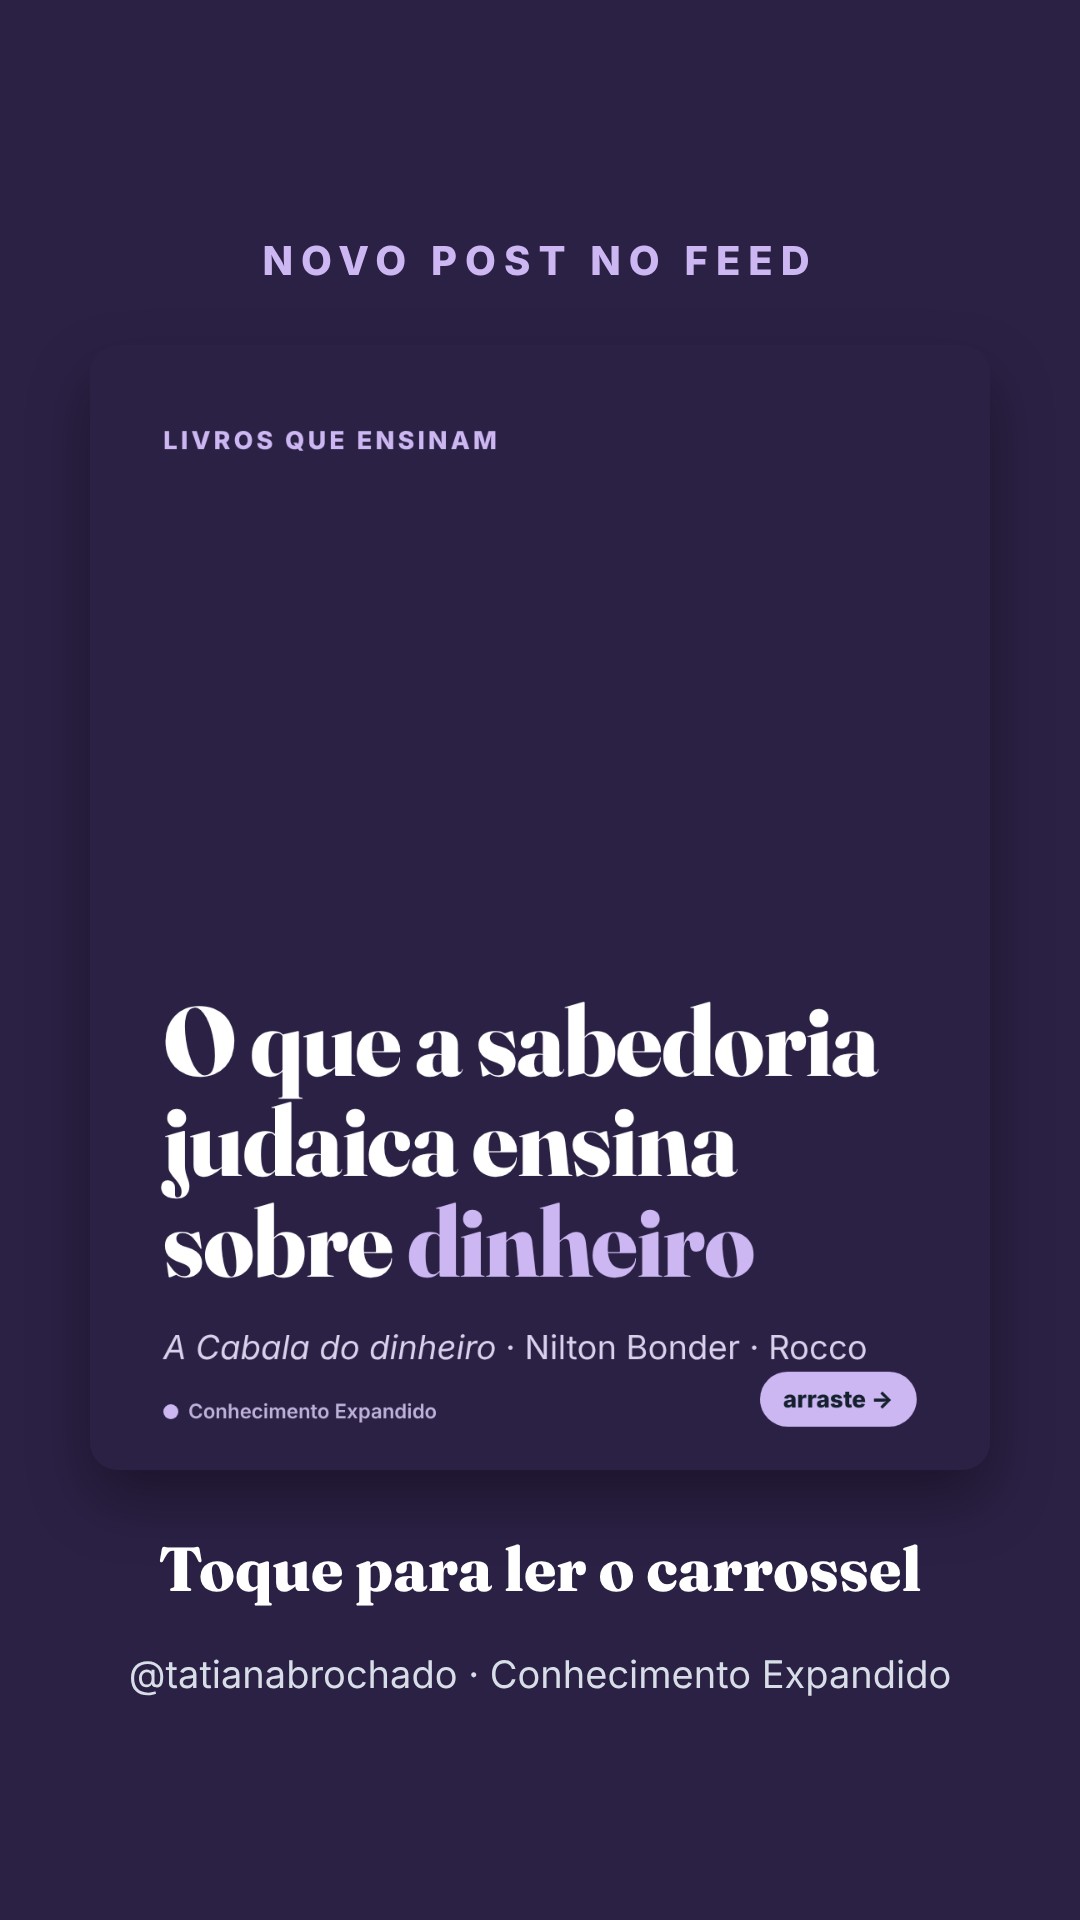 NOVO POST NO FEED
LIVROS QUE ENSINAM
O que a sabedoria
judaica ensina
sobre dinheiro
A Cabala do dinheiro · Nilton Bonder · Rocco
Conhecimento Expandido
arraste →
Toque para ler o carrossel
@tatianabrochado · Conhecimento Expandido